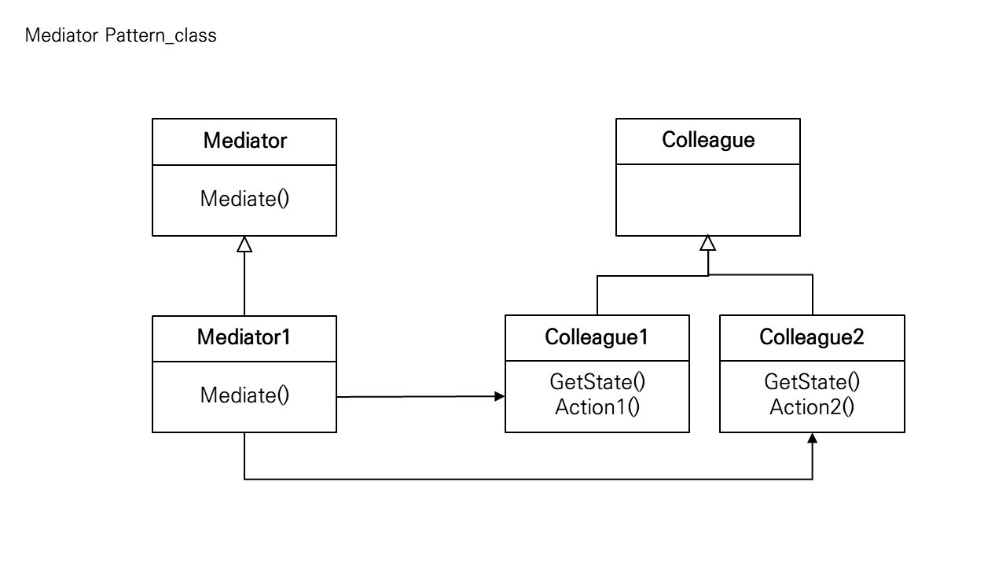 Mediator Pattern_class
Mediator
Mediate()
Colleague
Mediator1
Mediate()
Colleague1
GetState()
Action1()
Colleague2
GetState()
Action2()